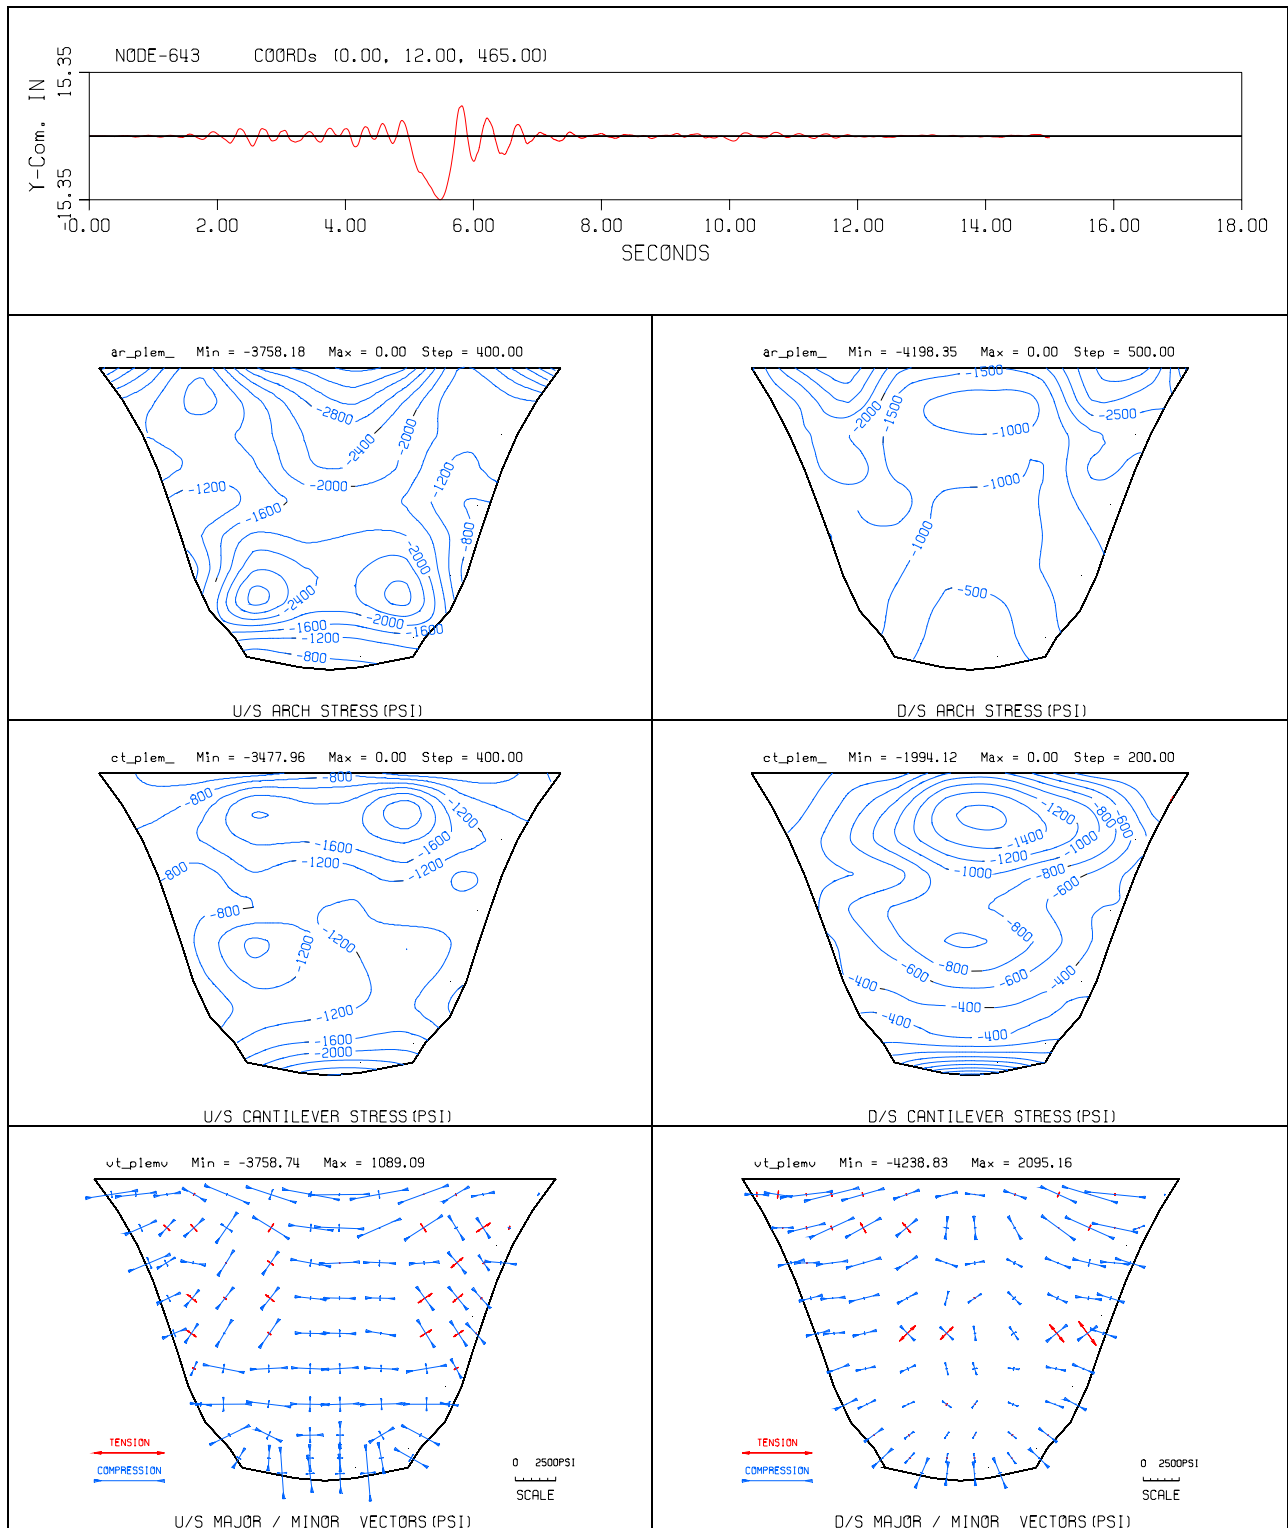 NODE-643 COORDs (0.00, 12.00, 465.00)
15.35
Y-Com. IN
-15.35
0.00 2.00 4.00 6.00 8.00 10.00 12.00 14.00 16.00 18.00
SECONDS
ar_plem_ Min = -3758.18 Max = 0.00 Step = 400.00
-2800
-2400
-2000
-2000
-1200
-1200
-1600
-800
-2000
-2400
-2000
-1600
-1600
-1200
-800
U/S ARCH STRESS(PSI)
ar_plem_ Min = -4198.35 Max = 0.00 Step = 500.00
-1500
-2000
-1500
-2500
-1000
-1000
-1000
-500
D/S ARCH STRESS(PSI)
ct_plem_ Min = -3477.96 Max = 0.00 Step = 400.00
-800
-800
-1200
-1600
-1600
-1200
-1200
-800
-800
-1200
-1200
-1200
-1600
-2000
U/S CANTILEVER STRESS(PSI)
ct_plem_ Min = -1994.12 Max = 0.00 Step = 200.00
-1200
-800
-600
-1400
-1000
-1200
-1000
-800
-600
-800
-800
-600
-600
-400
-400
-400
-400
-400
D/S CANTILEVER STRESS(PSI)
vt_plemv Min = -3758.74 Max = 1089.09
TENSION
COMPRESSION
0 2500PSI
SCALE
U/S MAJOR / MINOR VECTORS(PSI)
vt_plemv Min = -4238.83 Max = 2095.16
TENSION
COMPRESSION
0 2500PSI
SCALE
D/S MAJOR / MINOR VECTORS(PSI)